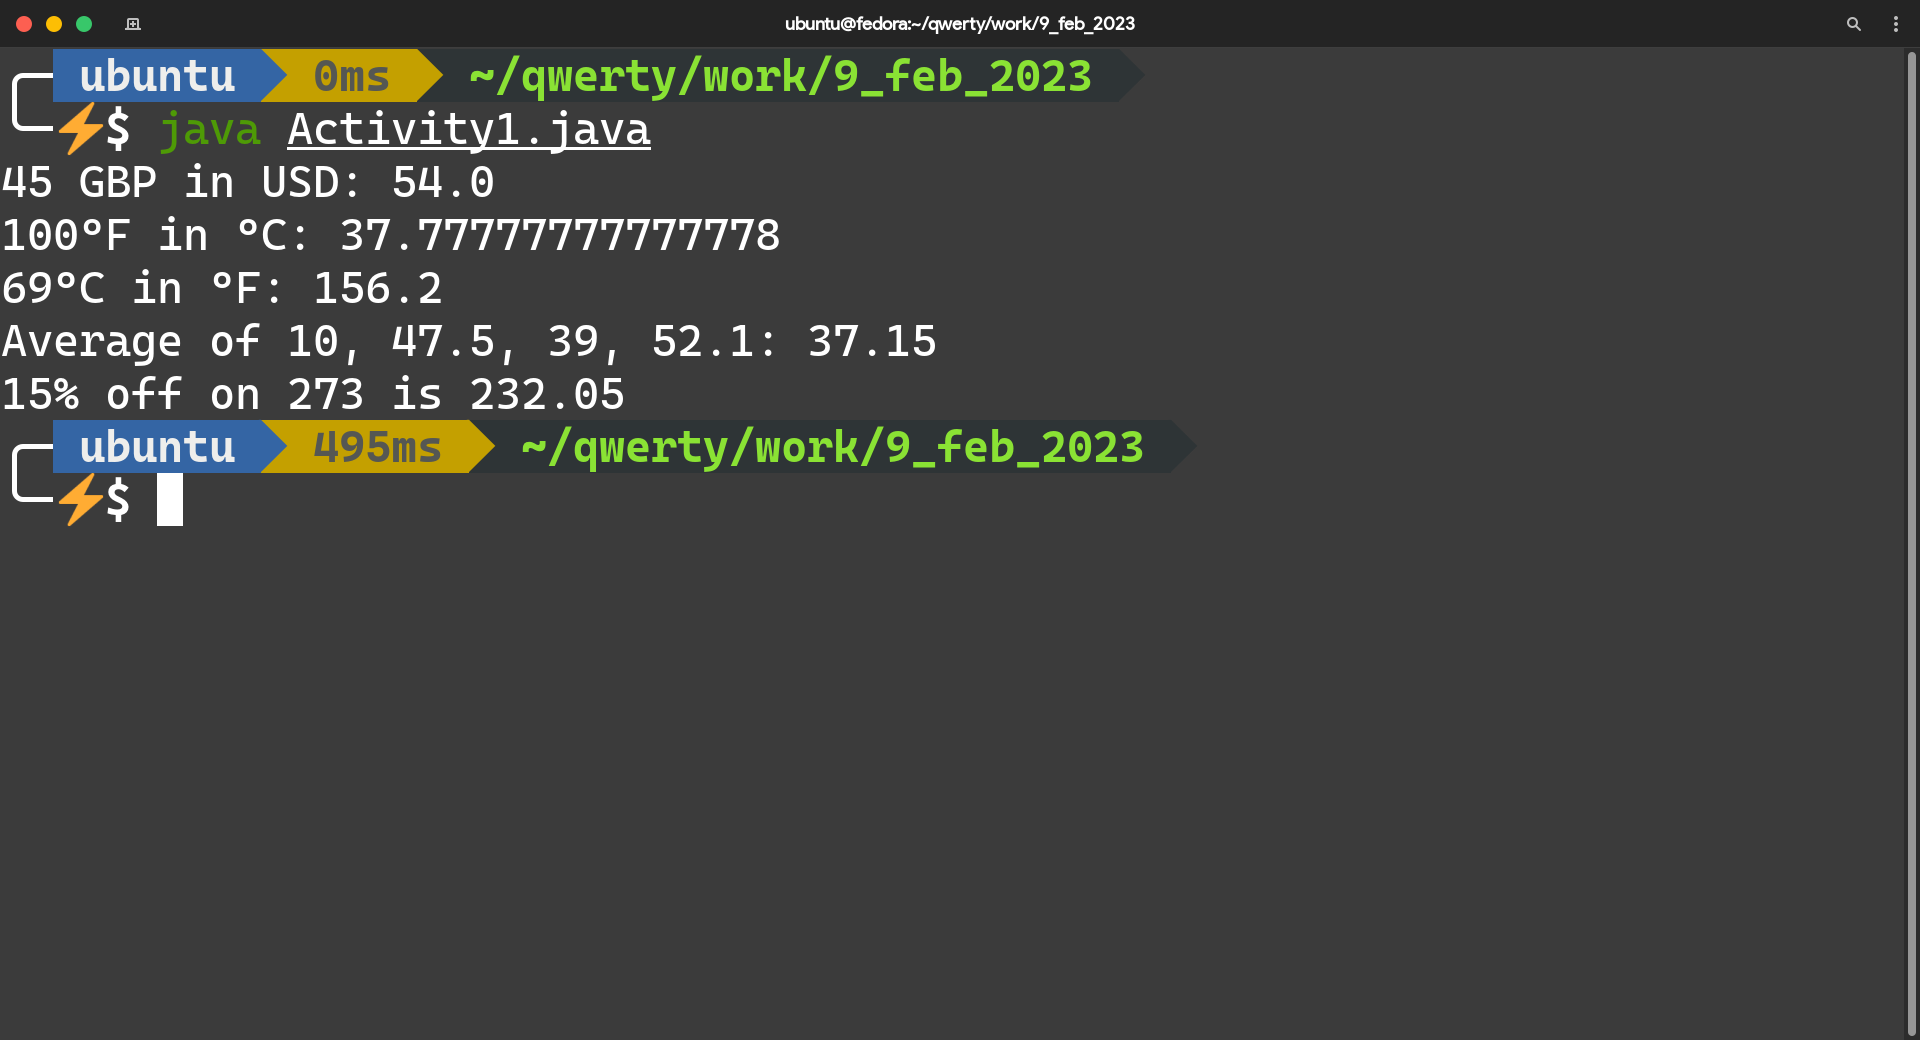 ubuntu@fedora:~/qwerty/work/9_feb_2023
ubuntu 0ms ~/qwerty/work/9_feb_2023
⚡$ java Activity1.java
45 GBP in USD: 54.0
100°F in °C: 37.77777777777778
69°C in °F: 156.2
Average of 10, 47.5, 39, 52.1: 37.15
15% off on 273 is 232.05
ubuntu 495ms ~/qwerty/work/9_feb_2023
⚡$